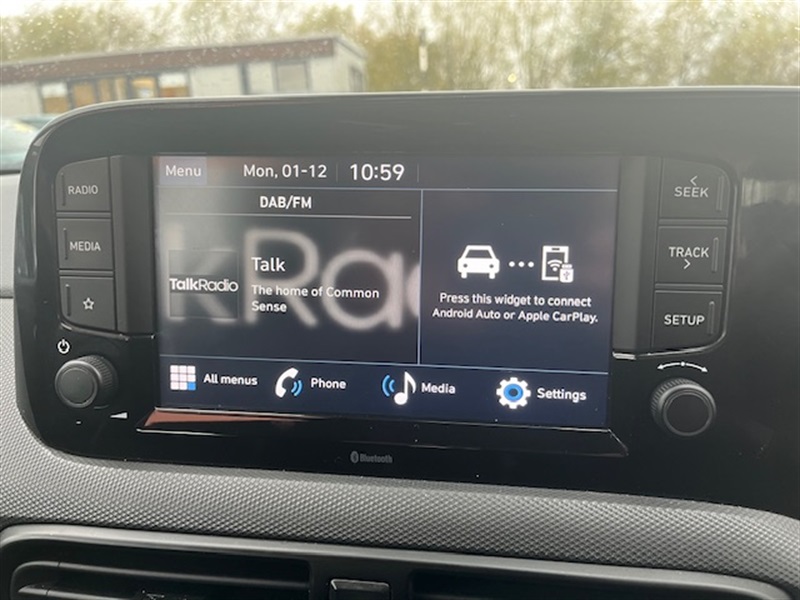 RADIO
MEDIA
Menu
Mon, 01-12
10:59
DAB/FM
TalkRadio
Talk
The home of Common
Sense
kRa
Press this widget to connect
Android Auto or Apple CarPlay.
All menus
Phone
Media
Settings
SEEK
TRACK
SETUP
Bluetooth